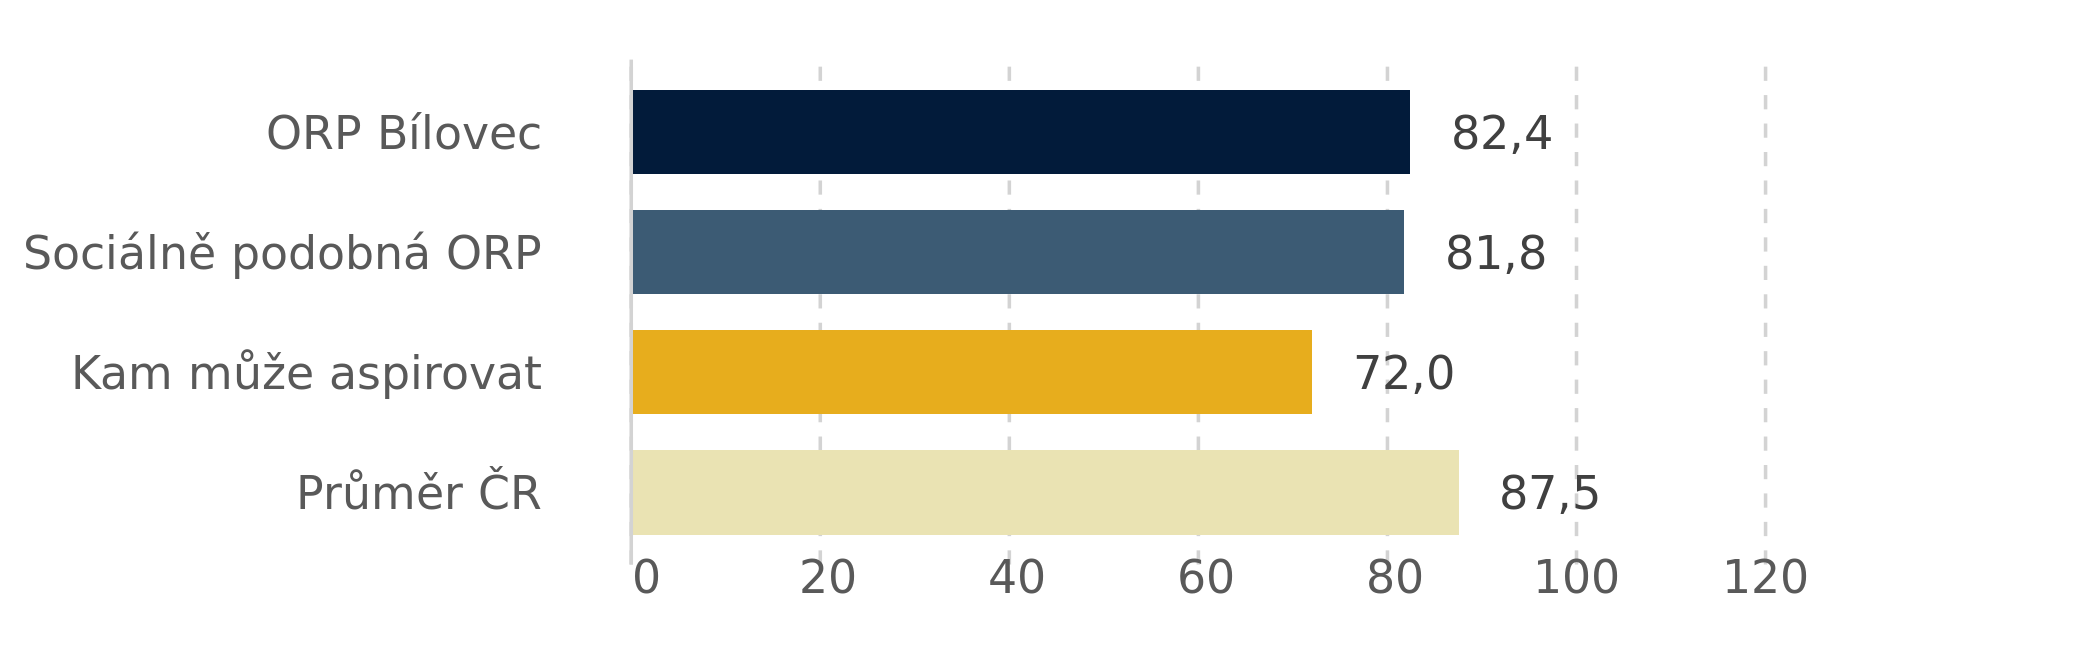 ORP Bílovec 82,4
Sociálně podobná ORP 81,8
Kam může aspirovat 72,0
Průměr ČR 87,5
0 20 40 60 80 100 120